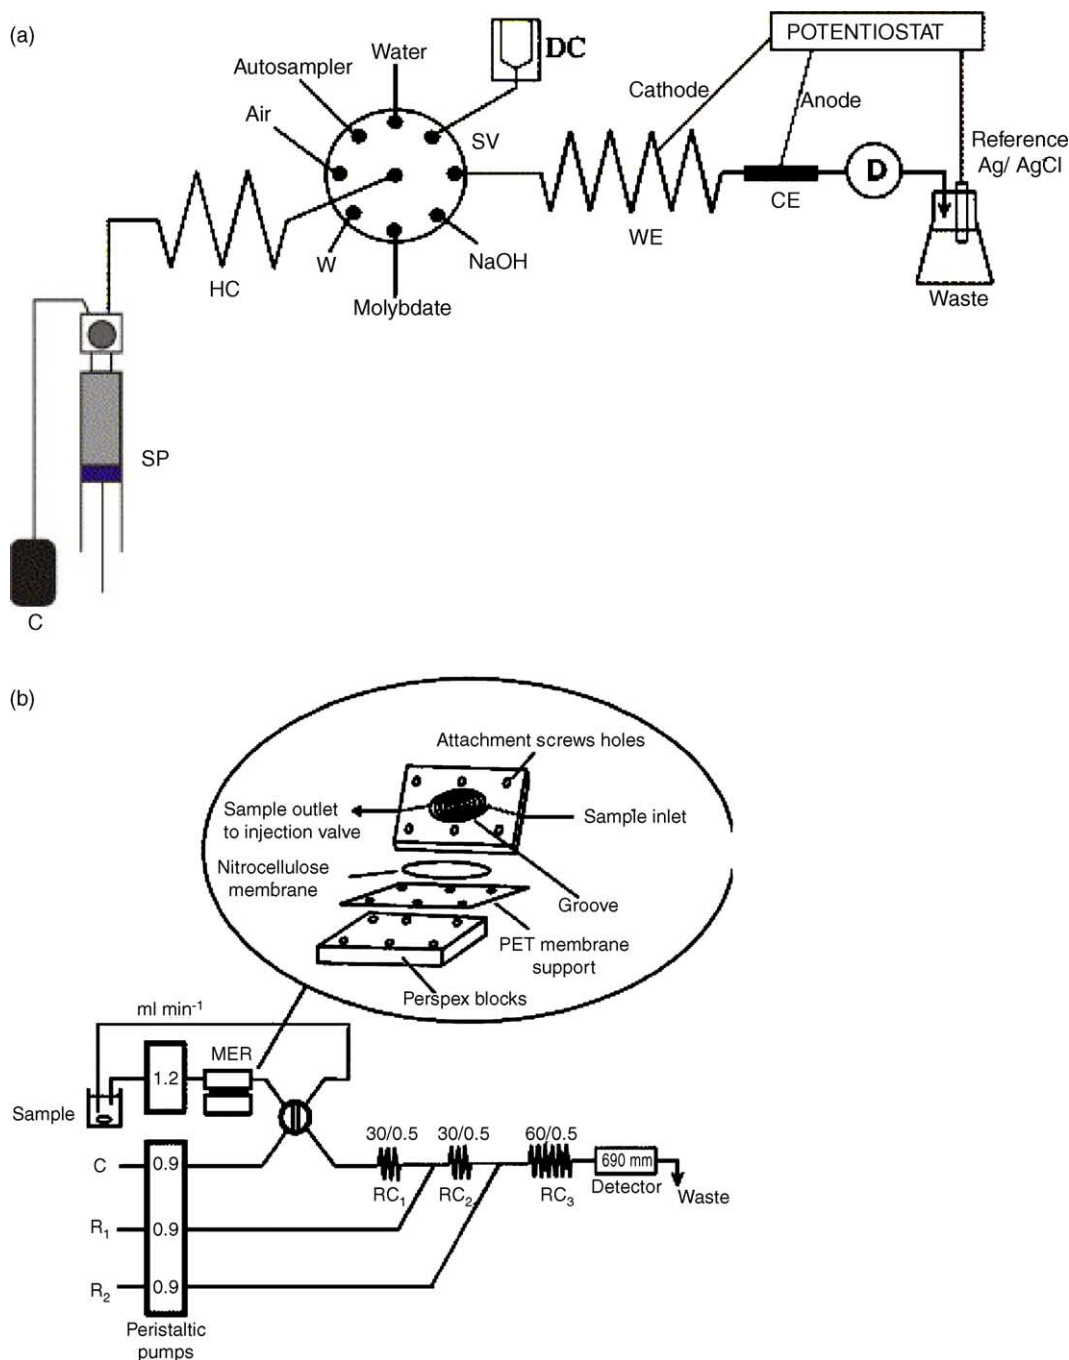 (a)
POTENTIOSTAT
DC
Water
Autosampler
Cathode
Anode
Air
SV
Reference
Ag/ AgCl
D
CE
WE
W
NaOH
HC
Molybdate
Waste
SP
C
(b)
Attachment screws holes
Sample outlet
to injection valve
Sample inlet
Nitrocellulose
membrane
Groove
PET membrane
support
Perspex blocks
ml min-1
MER
1.2
Sample
30/0.5 30/0.5 60/0.5
C
0.9
690 mm
RC1 RC2 RC3
Detector
Waste
R1
0.9
R2
0.9
Peristaltic
pumps